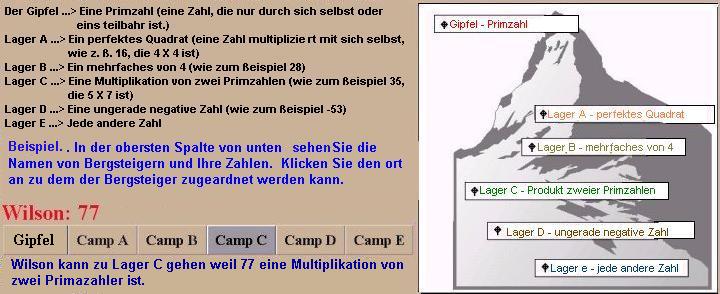 Der Gipfel ...> Eine Primzahl (eine Zahl, die nur durch sich selbst oder
eins teilbahr ist.)
Lager A ...> Ein perfektes Quadrat (eine Zahl multipliziert mit sich selbst,
wie z. ß. 16, die 4 X 4 ist)
Lager B ...> Ein mehrfaches von 4 (wie zum ßeispiel 28)
Lager C ...> Eine Multiplikation von zwei Primzahlen (wie zum ßeispiel 35,
die 5 X 7 ist)
Lager D ...> Eine ungerade negative Zahl (wie zum ßeispiel -53)
Lager E ...> Jede andere Zahl
Beispiel. . In der obersten Spalte von unten sehen Sie die
Namen von Bergsteigern und Ihre Zahlen. Klicken Sie den ort
an zu dem der Bergsteiger zugeordnet werden kann.
Wilson: 77
Gipfel Camp A Camp B Camp C Camp D Camp E
Wilson kann zu Lager C gehen weil 77 eine Multiplikation von
zwei Primazahler ist.
Gipfel - Primzahl
Lager A - perfektes Quadrat
Lager B - mehrfaches von 4
Lager C - Produkt zweier Primzahlen
Lager D - ungerade negative Zahl
Lager e - jede andere Zahl